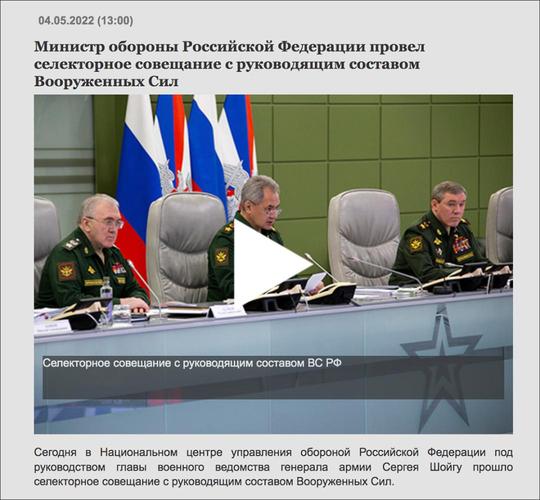 04.05.2022 (13:00)
Министр обороны Российской Федерации провел
селекторное совещание с руководящим составом
Вооруженных Сил
Селекторное совещание с руководящим составом ВС РФ
Сегодня в Национальном центре управления обороной Российской Федерации под
руководством главы военного ведомства генерала армии Сергея Шойгу прошло
селекторное совещание с руководящим составом Вооруженных Сил.